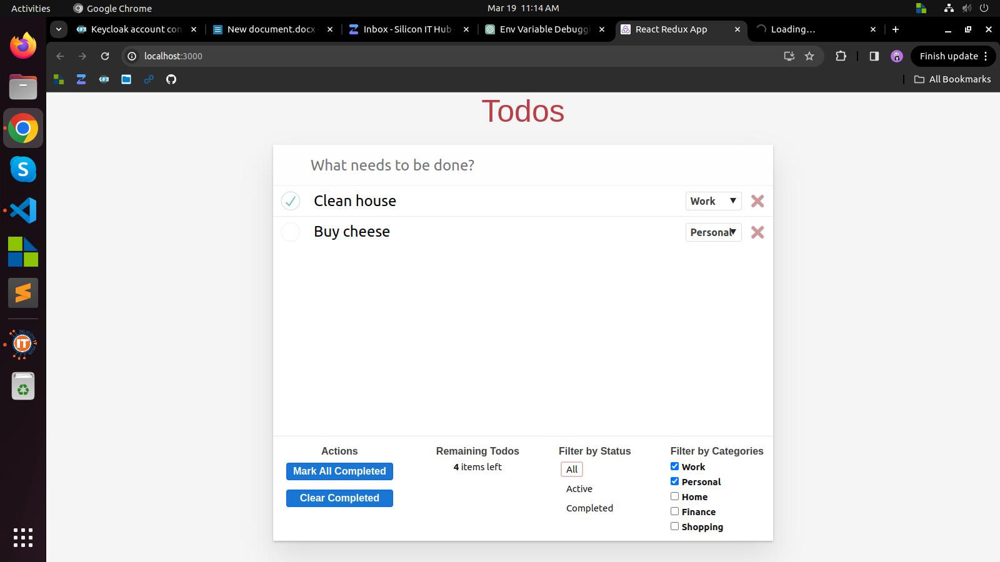 Activities
Google Chrome
Mar 19 11:14 AM
Keycloak account con
New document.docx
Inbox - Silicon IT Hub
Env Variable Debuggi
React Redux App
Loading...
localhost:3000
Finish update
All Bookmarks
Todos
What needs to be done?
Clean house
Work
Buy cheese
Personal
Actions
Mark All Completed
Clear Completed
Remaining Todos
4 items left
Filter by Status
All
Active
Completed
Filter by Categories
Work
Personal
Home
Finance
Shopping
S
IT